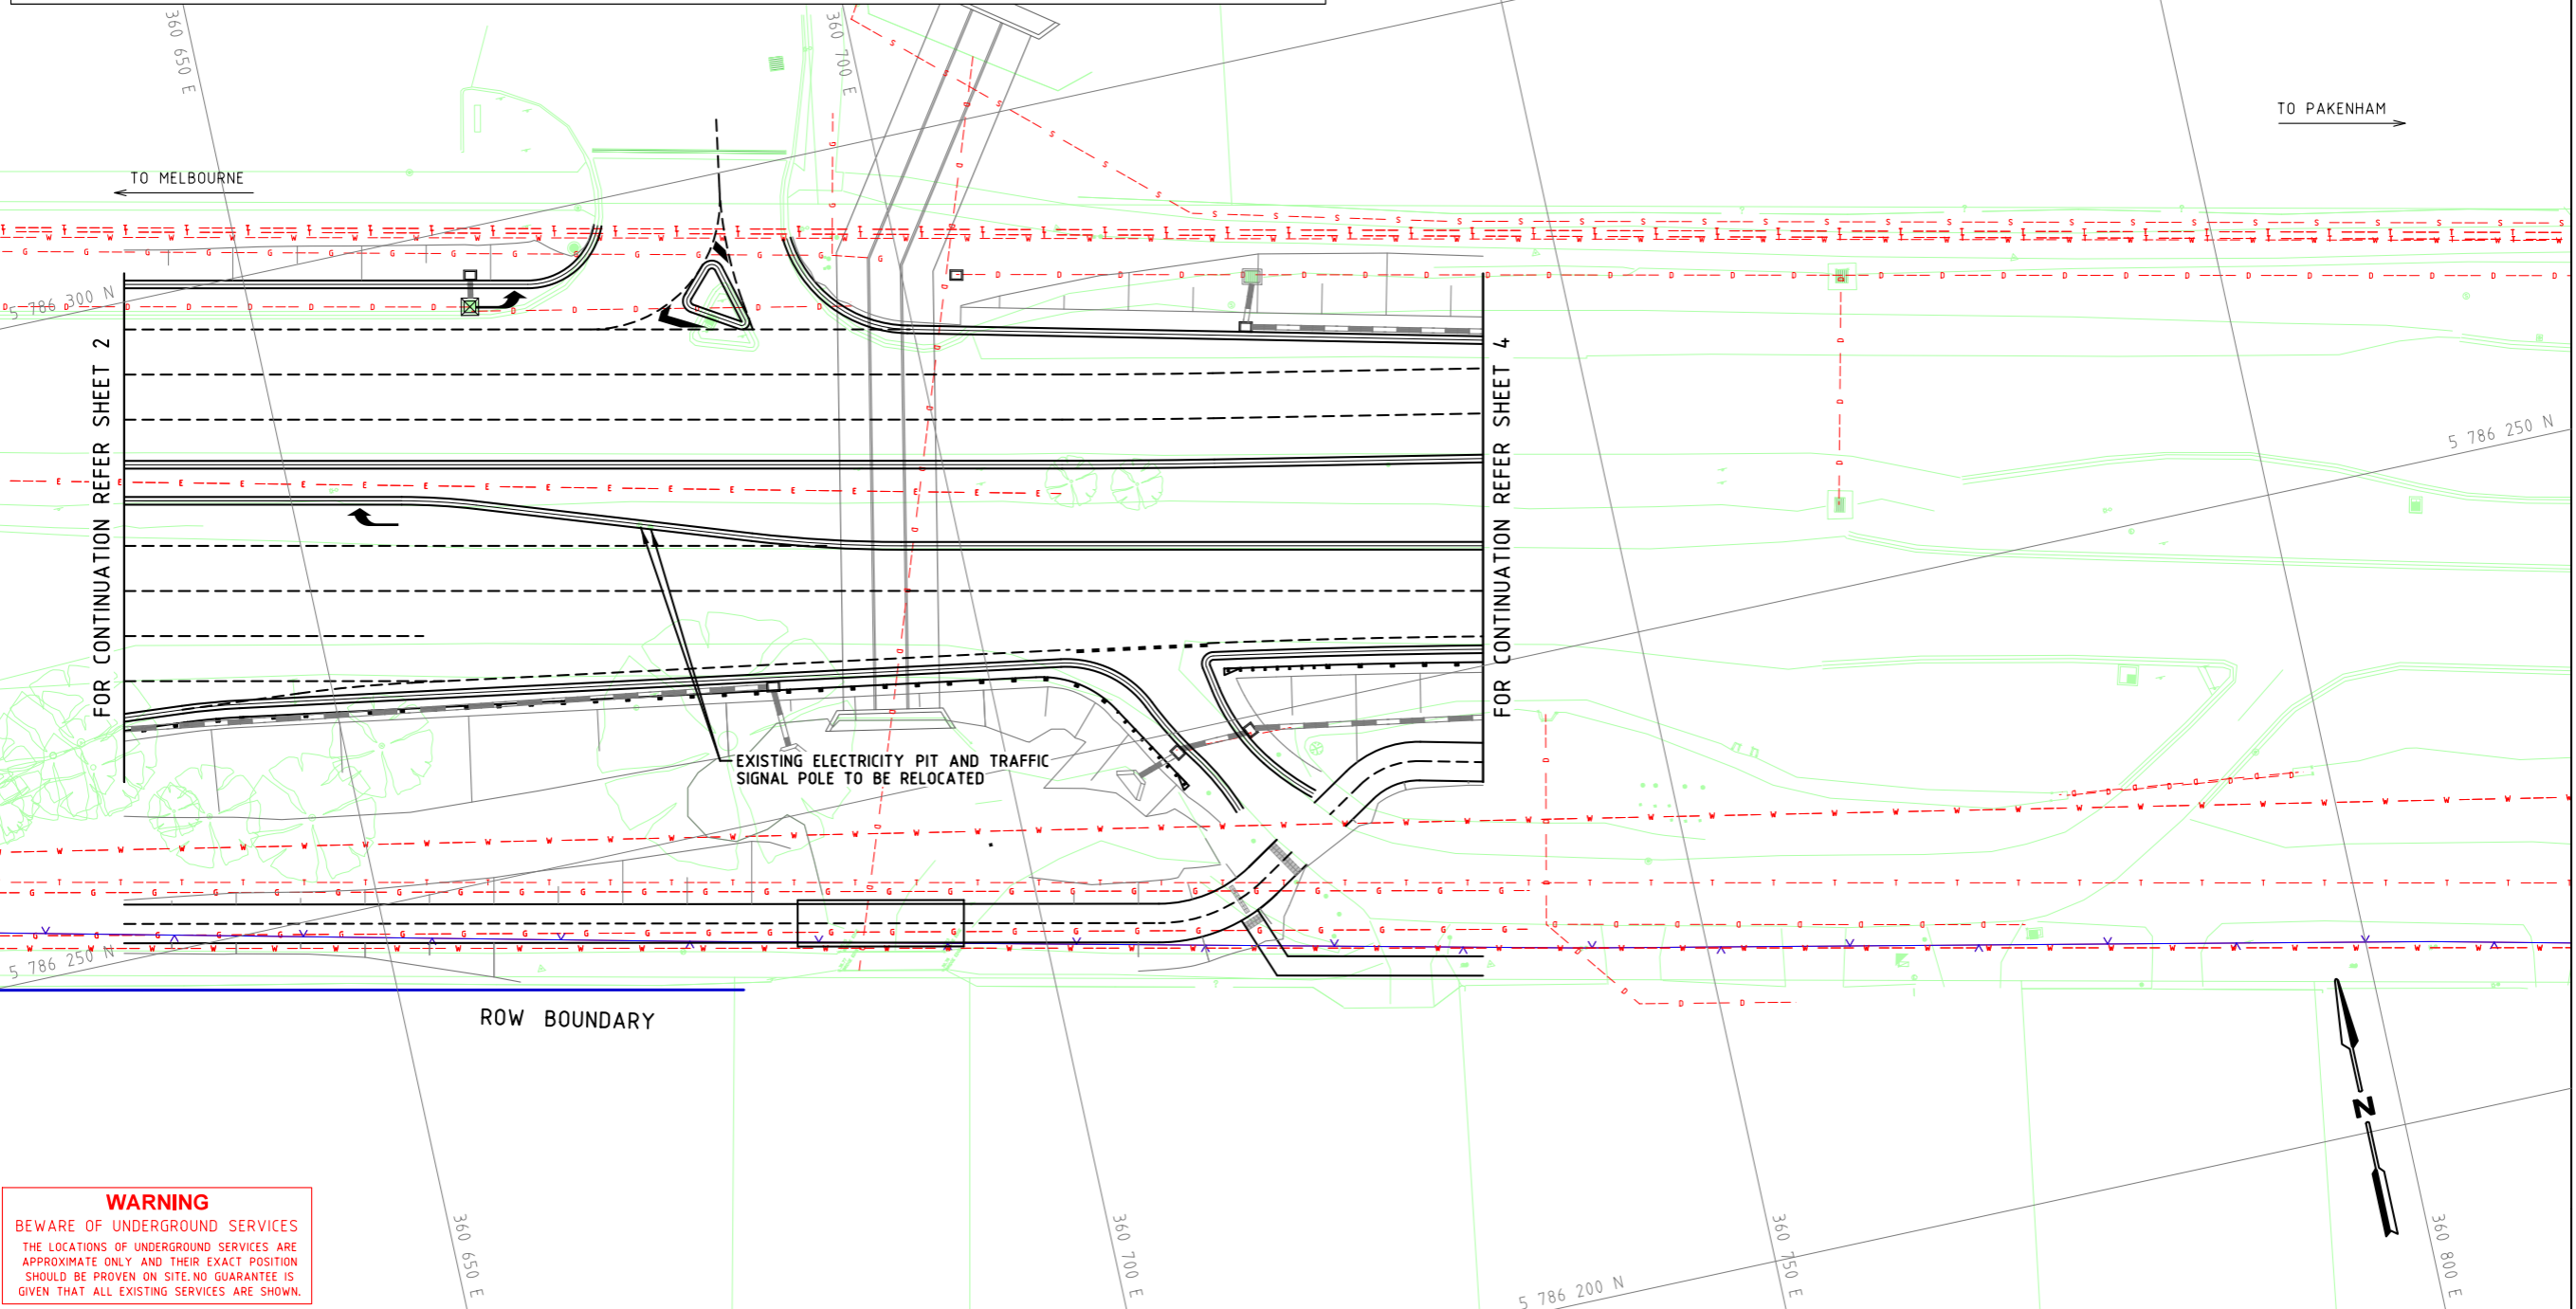 360 650 E
360 700 E
TO PAKENHAM
TO MELBOURNE
5 786 300 N
FOR CONTINUATION REFER SHEET 2
FOR CONTINUATION REFER SHEET 4
5 786 250 N
EXISTING ELECTRICITY PIT AND TRAFFIC
SIGNAL POLE TO BE RELOCATED
5 786 250 N
ROW BOUNDARY
N
WARNING
BEWARE OF UNDERGROUND SERVICES
THE LOCATIONS OF UNDERGROUND SERVICES ARE
APPROXIMATE ONLY AND THEIR EXACT POSITION
SHOULD BE PROVEN ON SITE. NO GUARANTEE IS
GIVEN THAT ALL EXISTING SERVICES ARE SHOWN.
360 650 E
360 700 E
360 750 E
360 800 E
5 786 200 N